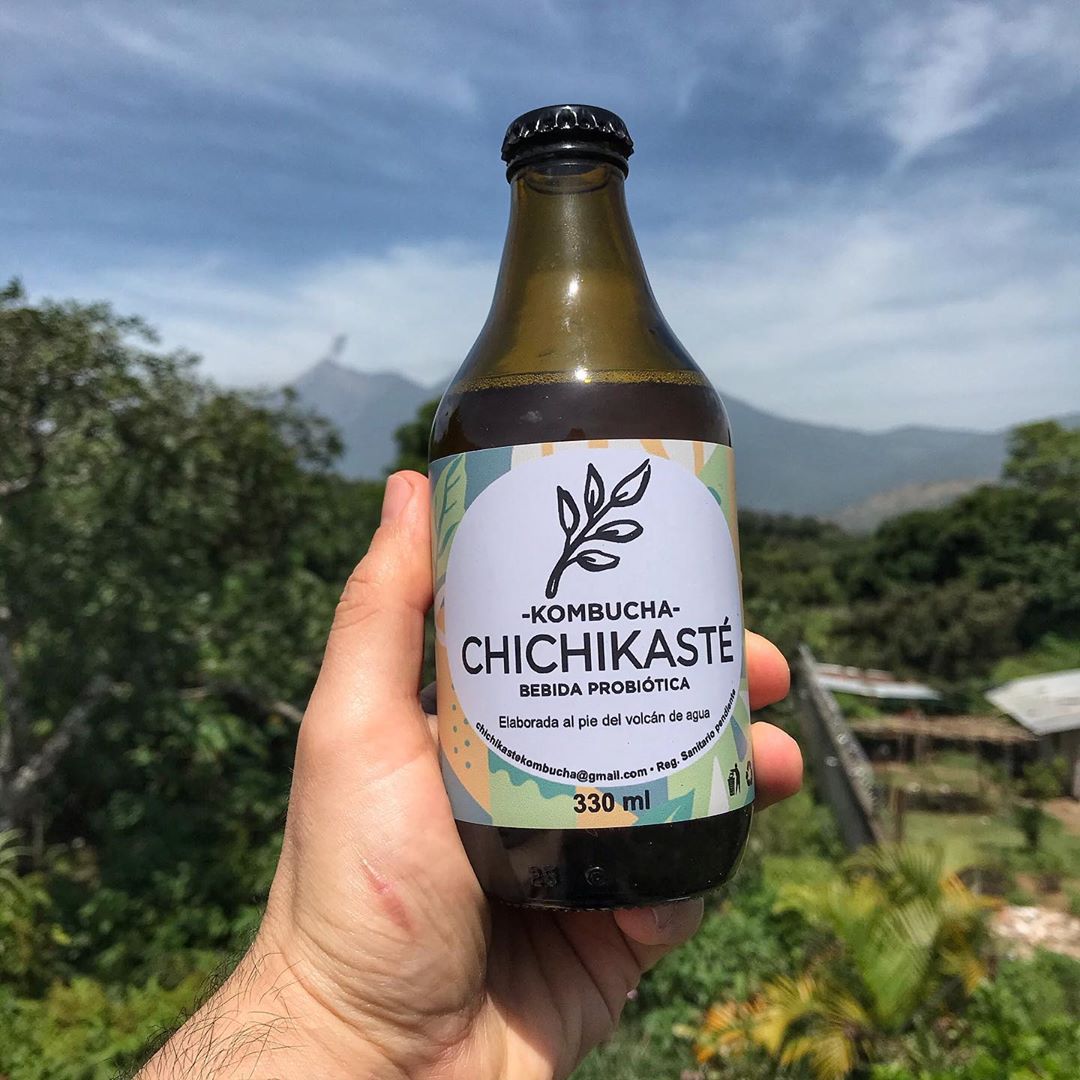 -KOMBUCHA-
CHICHIKASTÉ
BEBIDA PROBIÓTICA
Elaborada al pie del volcán de agua
chichikastekombucha@gmail.com • Reg. Sanitario pendiente
330 ml